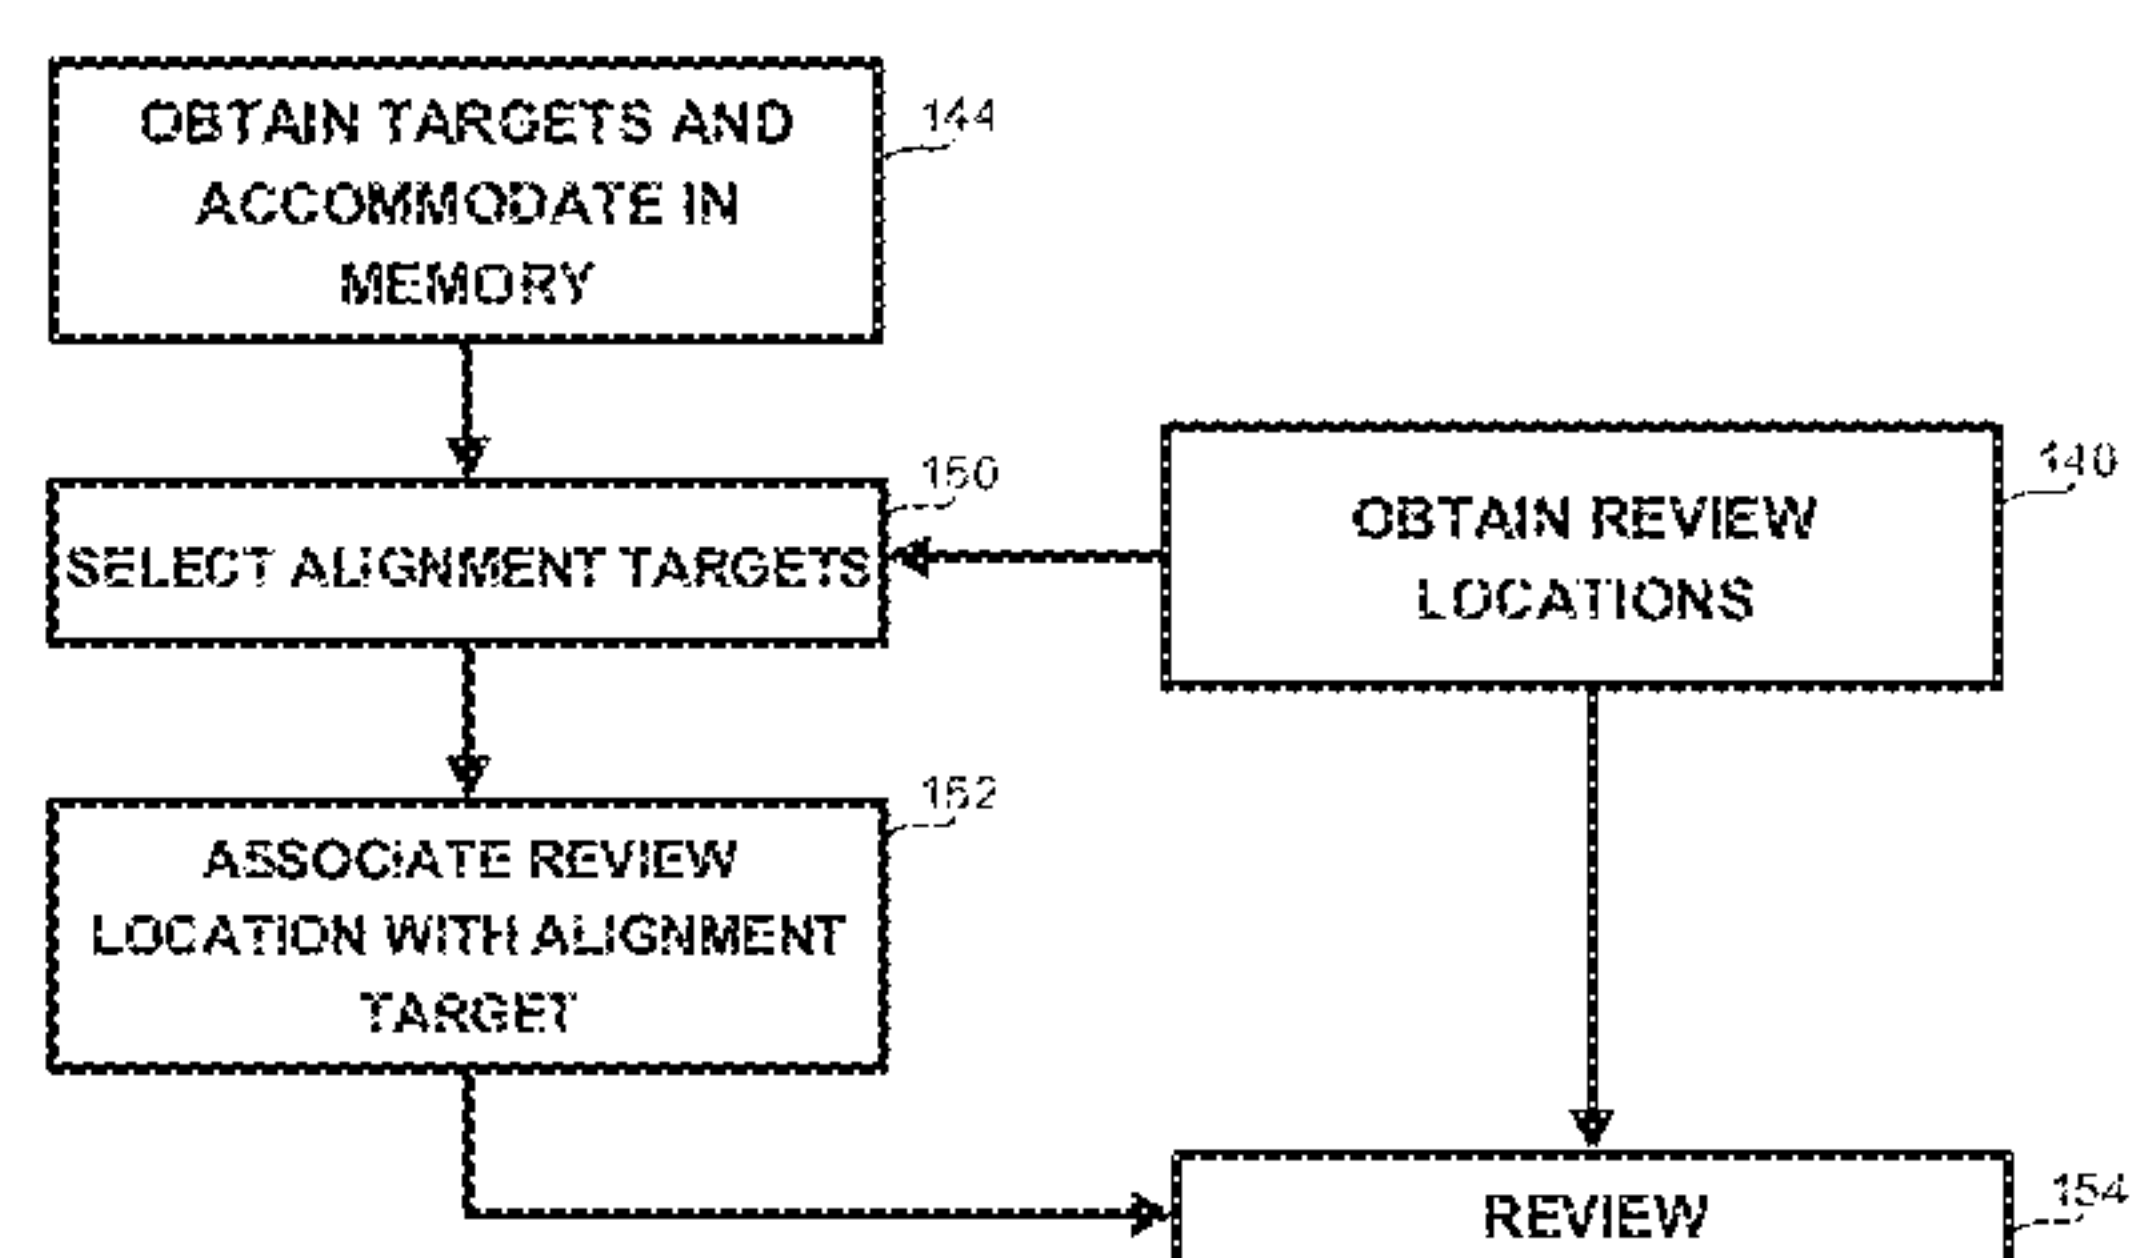 OBTAIN TARGETS AND
ACCOMMODATE IN
MEMORY
144
150
SELECT ALIGNMENT TARGETS
140
OBTAIN REVIEW
LOCATIONS
152
ASSOCIATE REVIEW
LOCATION WITH ALIGNMENT
TARGET
154
REVIEW